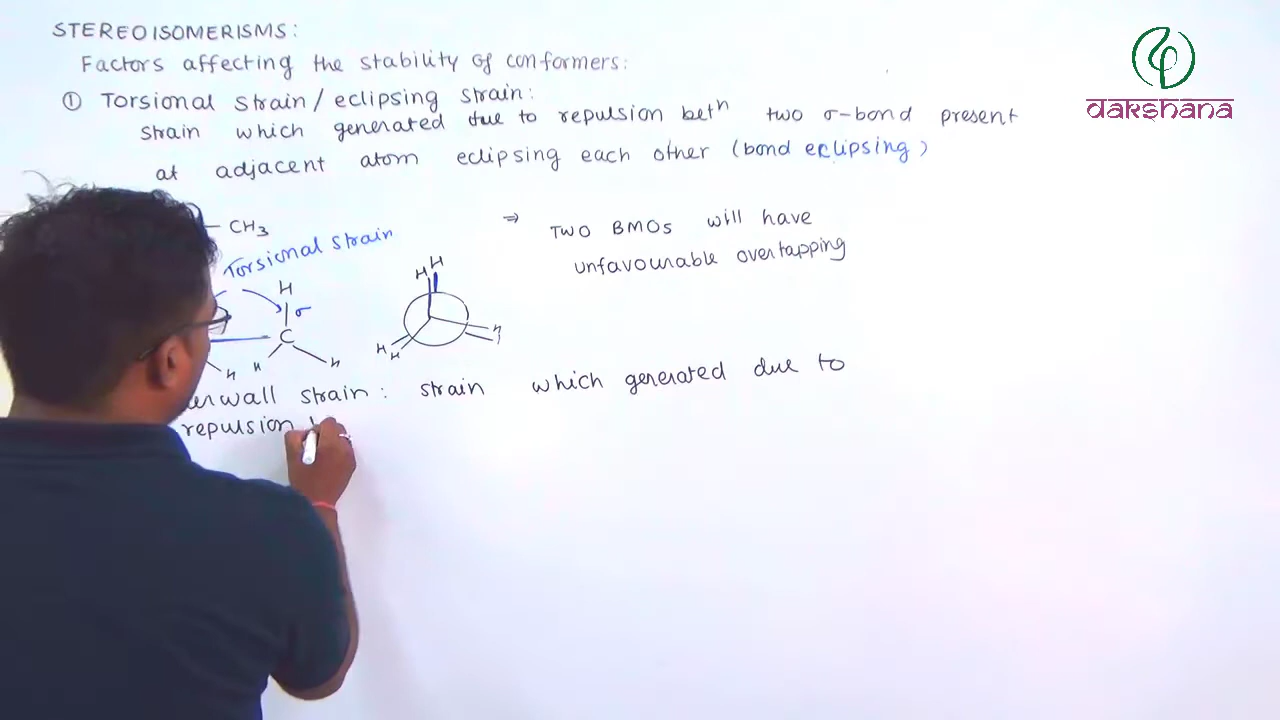 STEREOISOMERISMS:
Factors affecting the stability of conformers:
① Torsional strain / eclipsing strain:
strain which generated due to repulsion betⁿ two σ-bond present
at adjacent atom eclipsing each other (bond eclipsing)
dakshana
CH3
Torsional strain
⇒ TWO BMOs will have
unfavourable overtapping
H
σ
C
H
H
H
H H
H
H
H
wall strain: strain which generated due to
repulsion